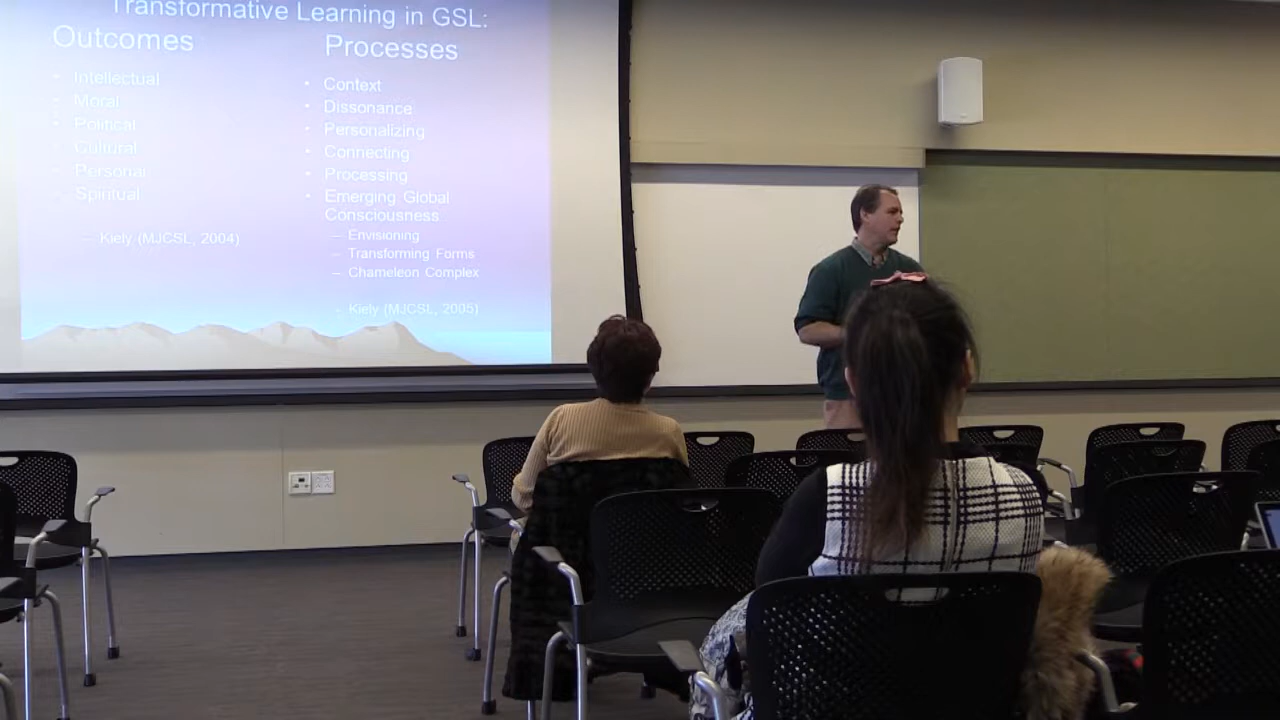 Transformative Learning in GSL:
Outcomes
• Intellectual
• Moral
• Political
• Cultural
• Personal
• Spiritual
– Kiely (MJCSL, 2004)
Processes
• Context
• Dissonance
• Personalizing
• Connecting
• Processing
• Emerging Global
Consciousness
– Envisioning
– Transforming Forms
– Chameleon Complex
– Kiely (MJCSL, 2005)